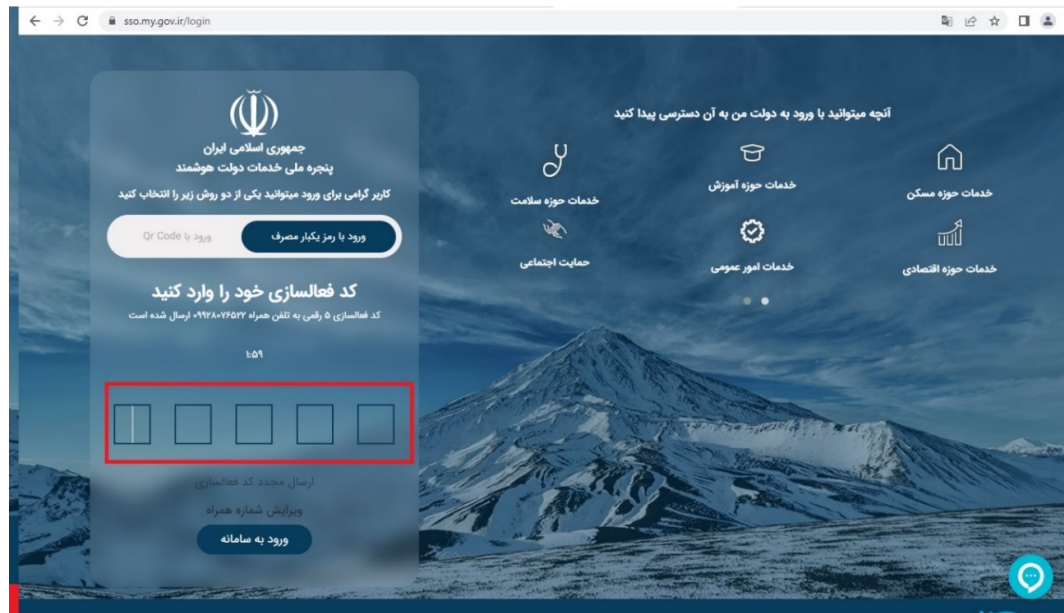 sso.my.gov.ir/login
جمهوری اسلامی ایران
پنجره ملی خدمات دولت هوشمند
کاربر گرامی برای ورود میتوانید یکی از دو روش زیر را انتخاب کنید
ورود با رمز یکبار مصرف
ورود با Qr Code
کد فعالسازی خود را وارد کنید
کد فعالسازی ۵ رقمی به تلفن همراه ۰۹۹۲۸۰۷۶۵۲۲ ارسال شده است
۱:۵۹
ارسال مجدد کد فعالسازی
ویرایش شماره همراه
ورود به سامانه
آنچه میتوانید با ورود به دولت من به آن دسترسی پیدا کنید
خدمات حوزه مسکن
خدمات حوزه آموزش
خدمات حوزه سلامت
خدمات حوزه اقتصادی
خدمات امور عمومی
حمایت اجتماعی